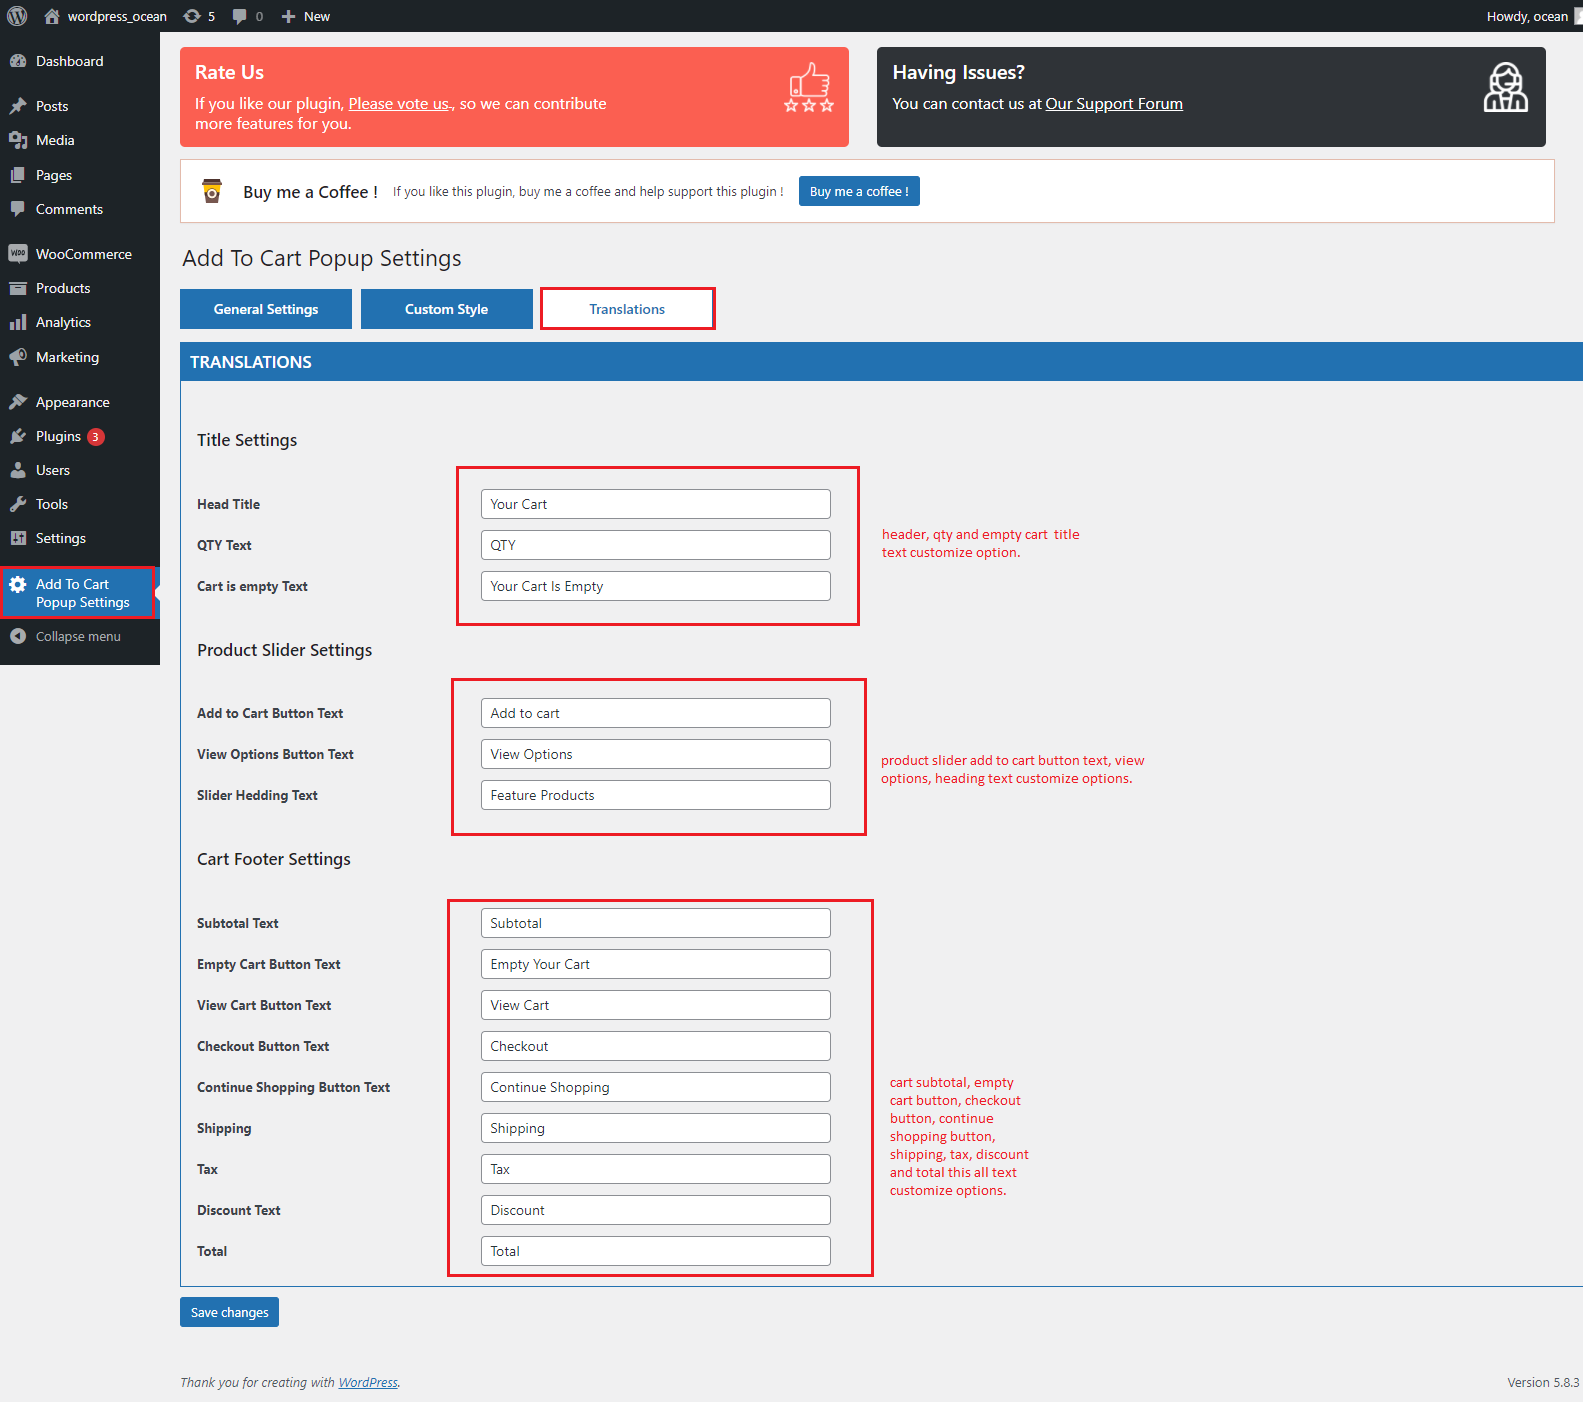 wordpress_ocean 5 0 New Howdy, ocean
Dashboard
Posts
Media
Pages
Comments
WOO WooCommerce
Products
Analytics
Marketing
Appearance
Plugins 3
Users
Tools
Settings
Add To Cart
Popup Settings
Collapse menu
Rate Us
If you like our plugin, Please vote us , so we can contribute
more features for you.
Having Issues?
You can contact us at Our Support Forum
Buy me a Coffee ! If you like this plugin, buy me a coffee and help support this plugin ! Buy me a coffee !
Add To Cart Popup Settings
General Settings Custom Style Translations
TRANSLATIONS
Title Settings
Head Title Your Cart
QTY Text QTY
Cart is empty Text Your Cart Is Empty
header, qty and empty cart title
text customize option.
Product Slider Settings
Add to Cart Button Text Add to cart
View Options Button Text View Options
Slider Hedding Text Feature Products
product slider add to cart button text, view
options, heading text customize options.
Cart Footer Settings
Subtotal Text Subtotal
Empty Cart Button Text Empty Your Cart
View Cart Button Text View Cart
Checkout Button Text Checkout
Continue Shopping Button Text Continue Shopping
Shipping Shipping
Tax Tax
Discount Text Discount
Total Total
cart subtotal, empty
cart button, checkout
button, continue
shopping button,
shipping, tax, discount
and total this all text
customize options.
Save changes
Thank you for creating with WordPress.
Version 5.8.3